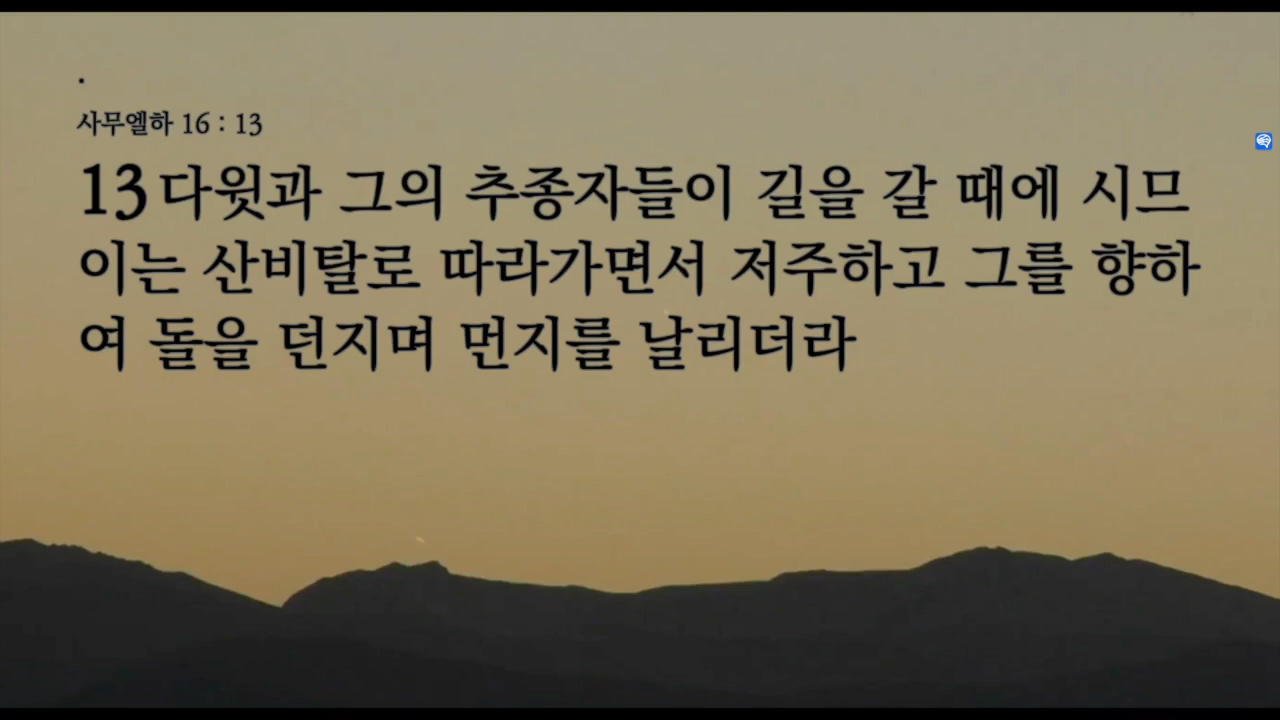 .
사무엘하 16 : 13
13 다윗과 그의 추종자들이 길을 갈 때에 시므
이는 산비탈로 따라가면서 저주하고 그를 향하
여 돌을 던지며 먼지를 날리더라